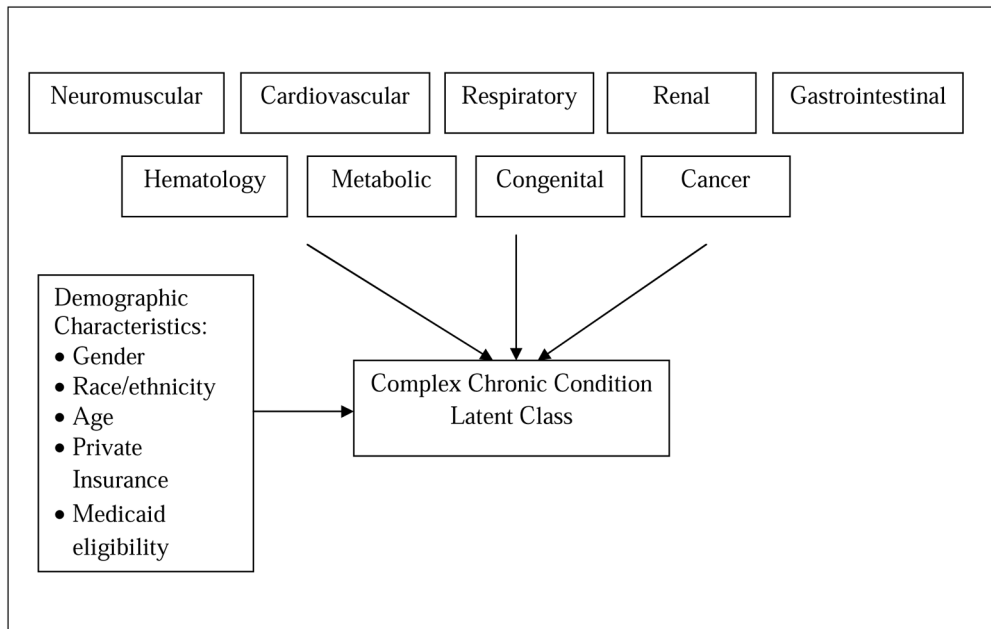 Neuromuscular Cardiovascular Respiratory Renal Gastrointestinal
Hematology Metabolic Congenital Cancer
Demographic
Characteristics:
• Gender
• Race/ethnicity
• Age
• Private
Insurance
• Medicaid
eligibility
Complex Chronic Condition
Latent Class